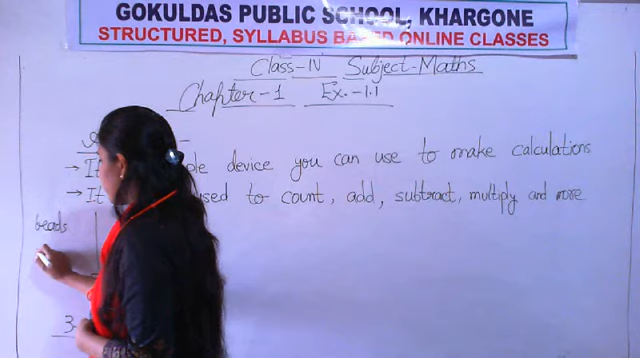 GOKULDAS PUBLIC SCHOOL, KHARGONE
STRUCTURED, SYLLABUS BASED ONLINE CLASSES
Class-IV Subject-Maths
Chapter-1 Ex.-1.1
→ It device you can use to make calculations
→ It used to count, add, subtract, multiply and more
beads
3